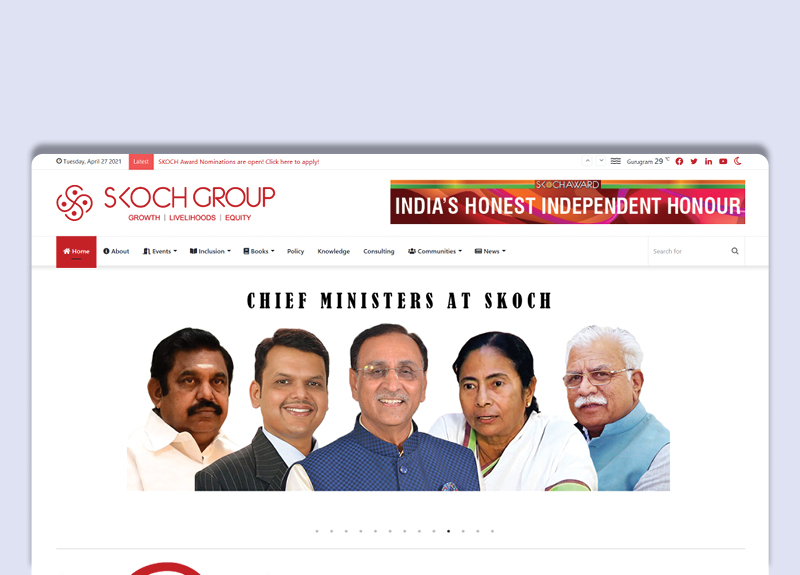 Tuesday, April 27 2021
Latest
SKOCH Award Nominations are open! Click here to apply!
Gurugram 29 °C
SKOCH GROUP
GROWTH | LIVELIHOODS | EQUITY
SKOCH AWARD
INDIA'S HONEST INDEPENDENT HONOUR
Home
About
Events
Inclusion
Books
Policy
Knowledge
Consulting
Communities
News
Search for
CHIEF MINISTERS AT SKOCH